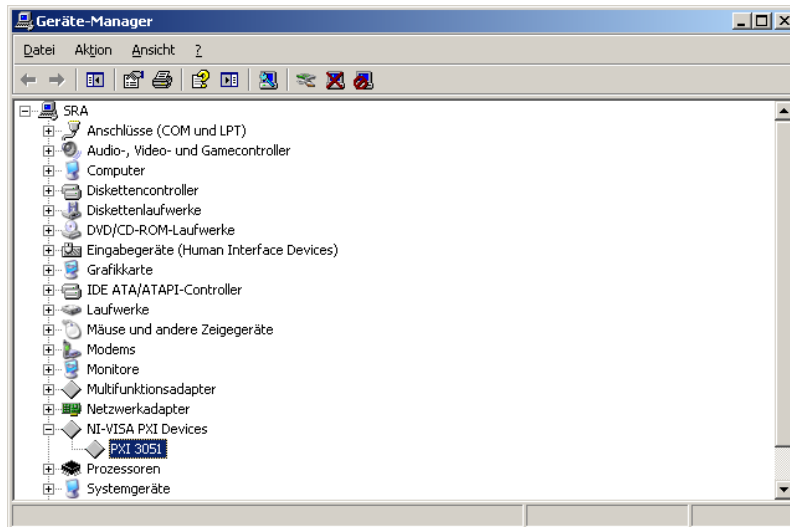 Geräte-Manager
Datei Aktion Ansicht ?
SRA
Anschlüsse (COM und LPT)
Audio-, Video- und Gamecontroller
Computer
Diskettencontroller
Diskettenlaufwerke
DVD/CD-ROM-Laufwerke
Eingabegeräte (Human Interface Devices)
Grafikkarte
IDE ATA/ATAPI-Controller
Laufwerke
Mäuse und andere Zeigegeräte
Modems
Monitore
Multifunktionsadapter
Netzwerkadapter
NI-VISA PXI Devices
PXI 3051
Prozessoren
Systemgeräte